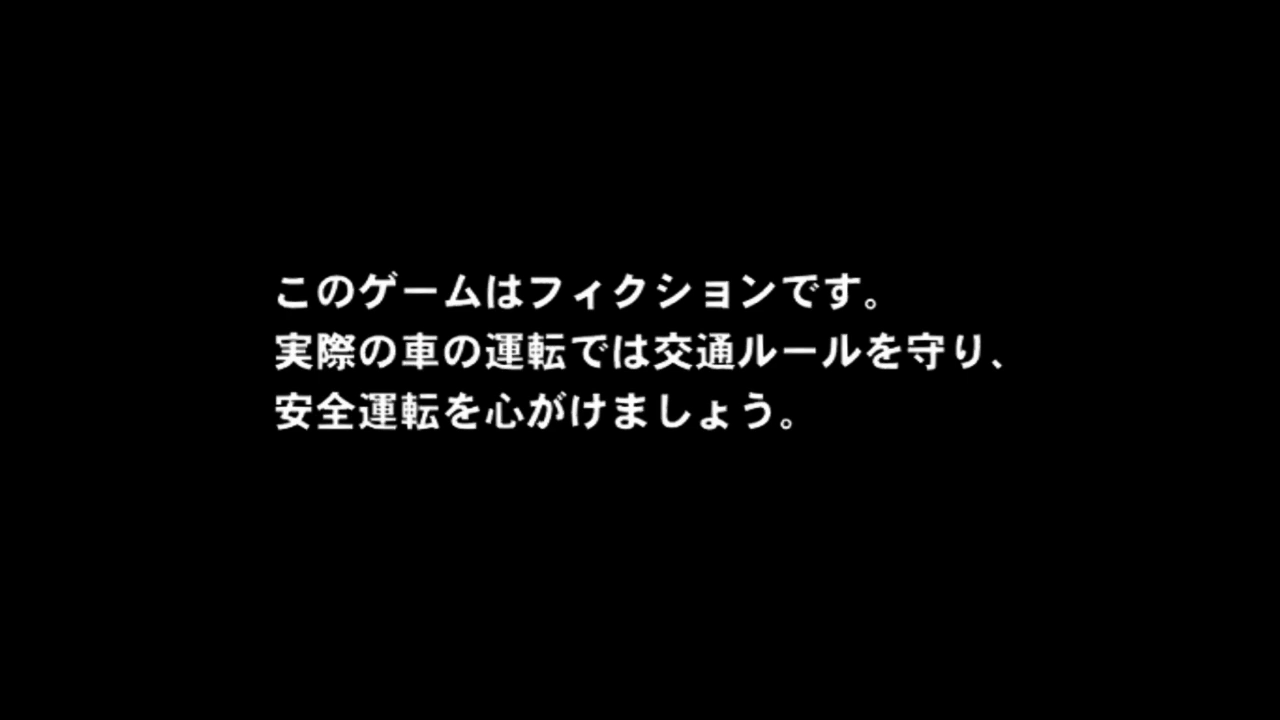 このゲームはフィクションです。
実際の車の運転では交通ルールを守り、
安全運転を心がけましょう。